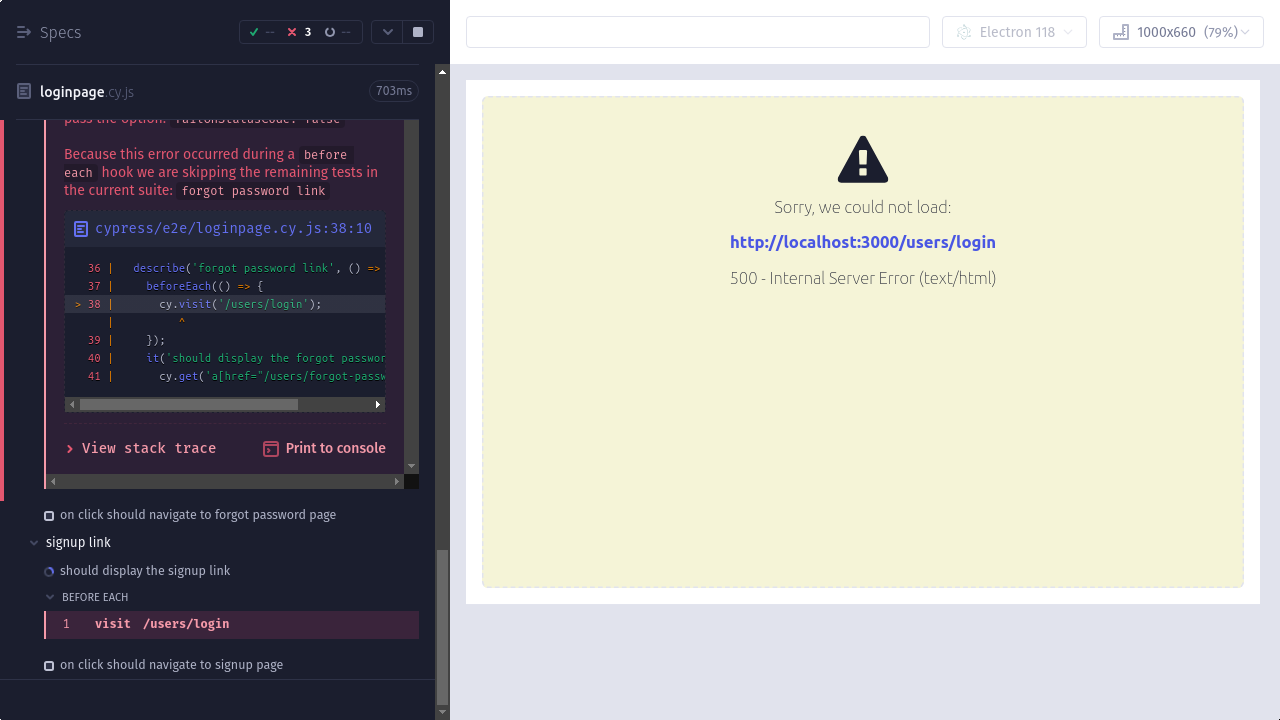 Specs
-- 3 --
loginpage.cy.js
703ms
pass the option: failOnStatusCode: false
Because this error occurred during a before
each hook we are skipping the remaining tests in
the current suite: forgot password link
cypress/e2e/loginpage.cy.js:38:10
36 | describe('forgot password link', () =>
37 | beforeEach(() => {
> 38 | cy.visit('/users/login');
| ^
39 | });
40 | it('should display the forgot passwor
41 | cy.get('a[href="/users/forgot-passw
View stack trace
Print to console
on click should navigate to forgot password page
signup link
should display the signup link
BEFORE EACH
1 visit /users/login
on click should navigate to signup page
Electron 118
1000x660 (79%)
Sorry, we could not load:
http://localhost:3000/users/login
500 - Internal Server Error (text/html)